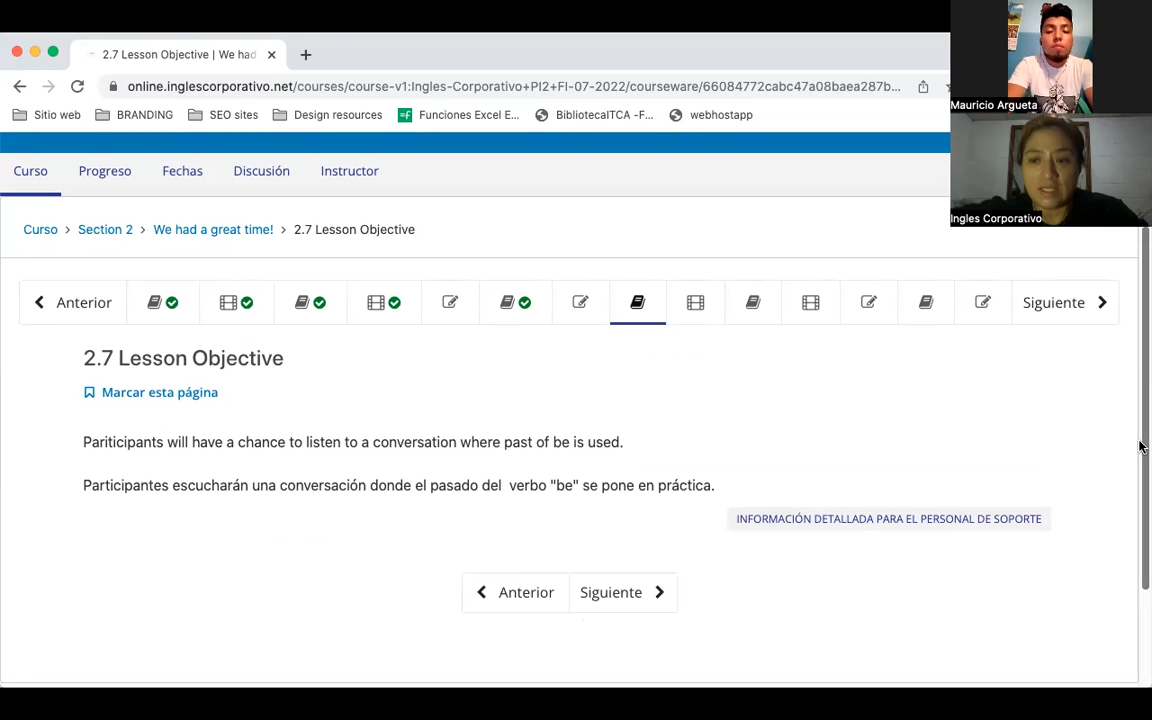 2.7 Lesson Objective | We had
online.inglescorporativo.net/courses/course-v1:Ingles-Corporativo+PI2+FI-07-2022/courseware/66084772cabc47a08baea287b...
Sitio web BRANDING SEO sites Design resources Funciones Excel E... BibliotecaITCA -F... webhostapp
Mauricio Argueta
Ingles Corporativo
Curso Progreso Fechas Discusión Instructor
Curso > Section 2 > We had a great time! > 2.7 Lesson Objective
Anterior Siguiente
2.7 Lesson Objective
Marcar esta página
Pariticipants will have a chance to listen to a conversation where past of be is used.
Participantes escucharán una conversación donde el pasado del verbo "be" se pone en práctica.
INFORMACIÓN DETALLADA PARA EL PERSONAL DE SOPORTE
Anterior Siguiente